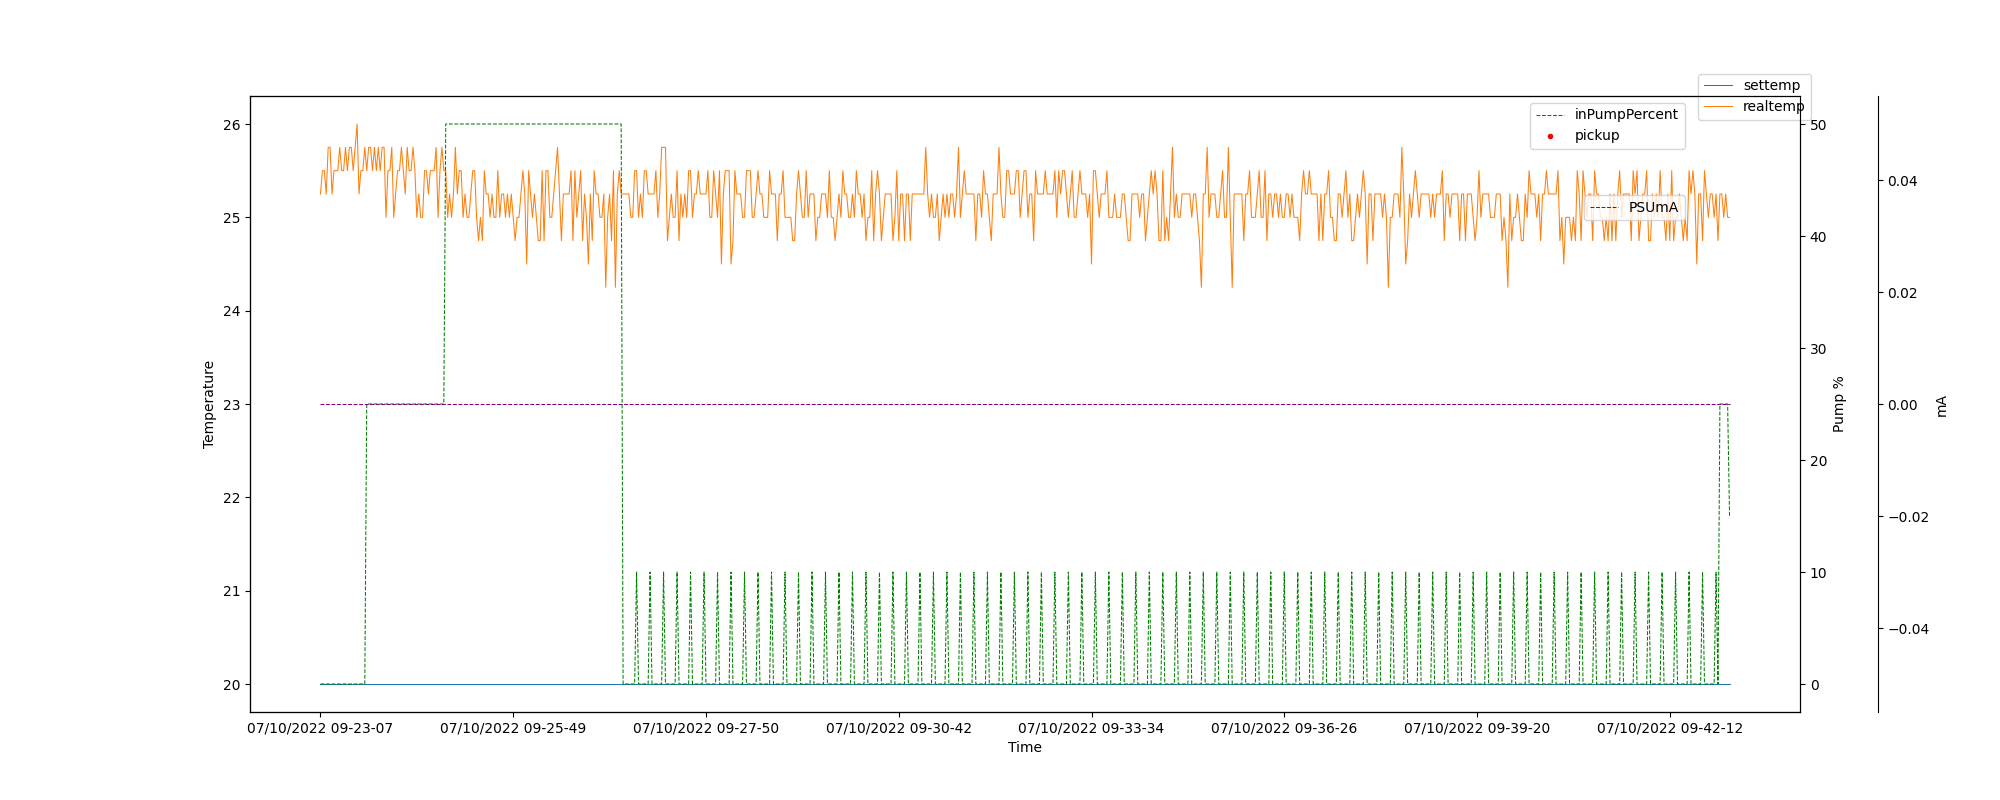 settemp
realtemp
inPumpPercent
pickup
PSUmA
26
25
24
23
22
21
20
Temperature
50
40
30
20
10
0
Pump %
0.04
0.02
0.00
−0.02
−0.04
mA
07/10/2022 09-23-07
07/10/2022 09-25-49
07/10/2022 09-27-50
07/10/2022 09-30-42
07/10/2022 09-33-34
07/10/2022 09-36-26
07/10/2022 09-39-20
07/10/2022 09-42-12
Time